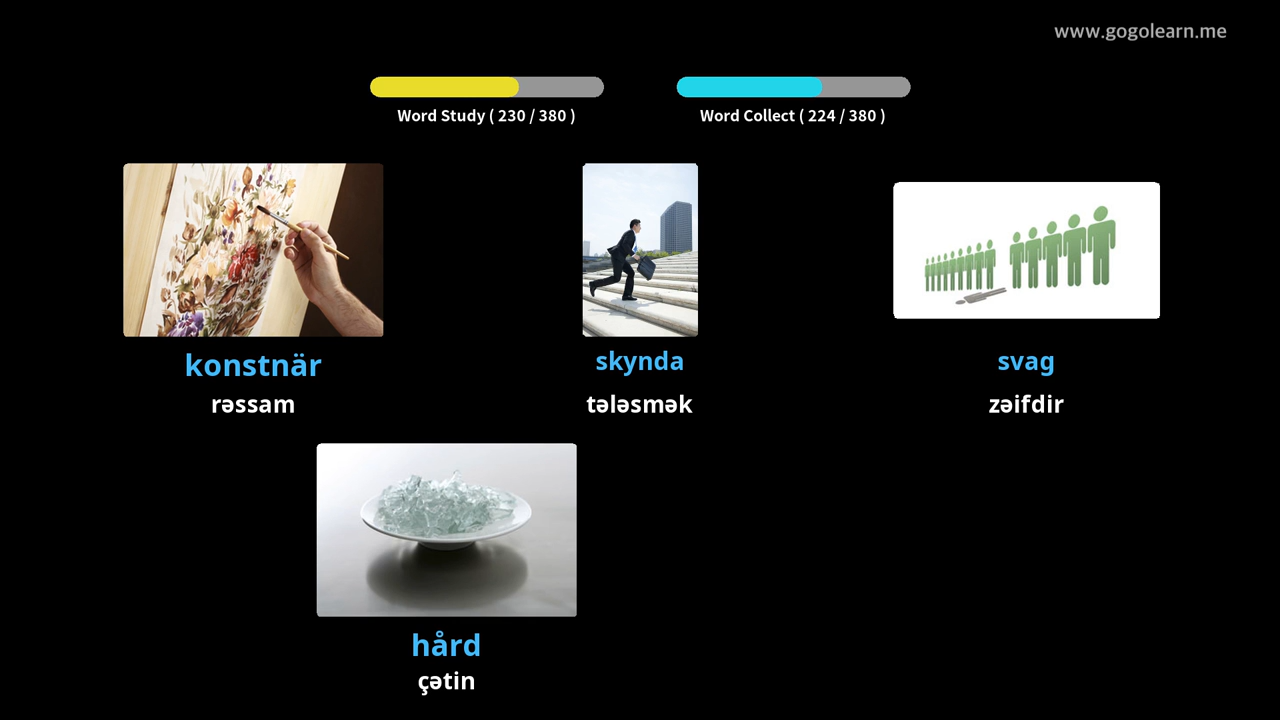 www.gogolearn.me
Word Study ( 230 / 380 )
Word Collect ( 224 / 380 )
konstnär
rəssam
skynda
tələsmək
svag
zəifdir
hård
çətin